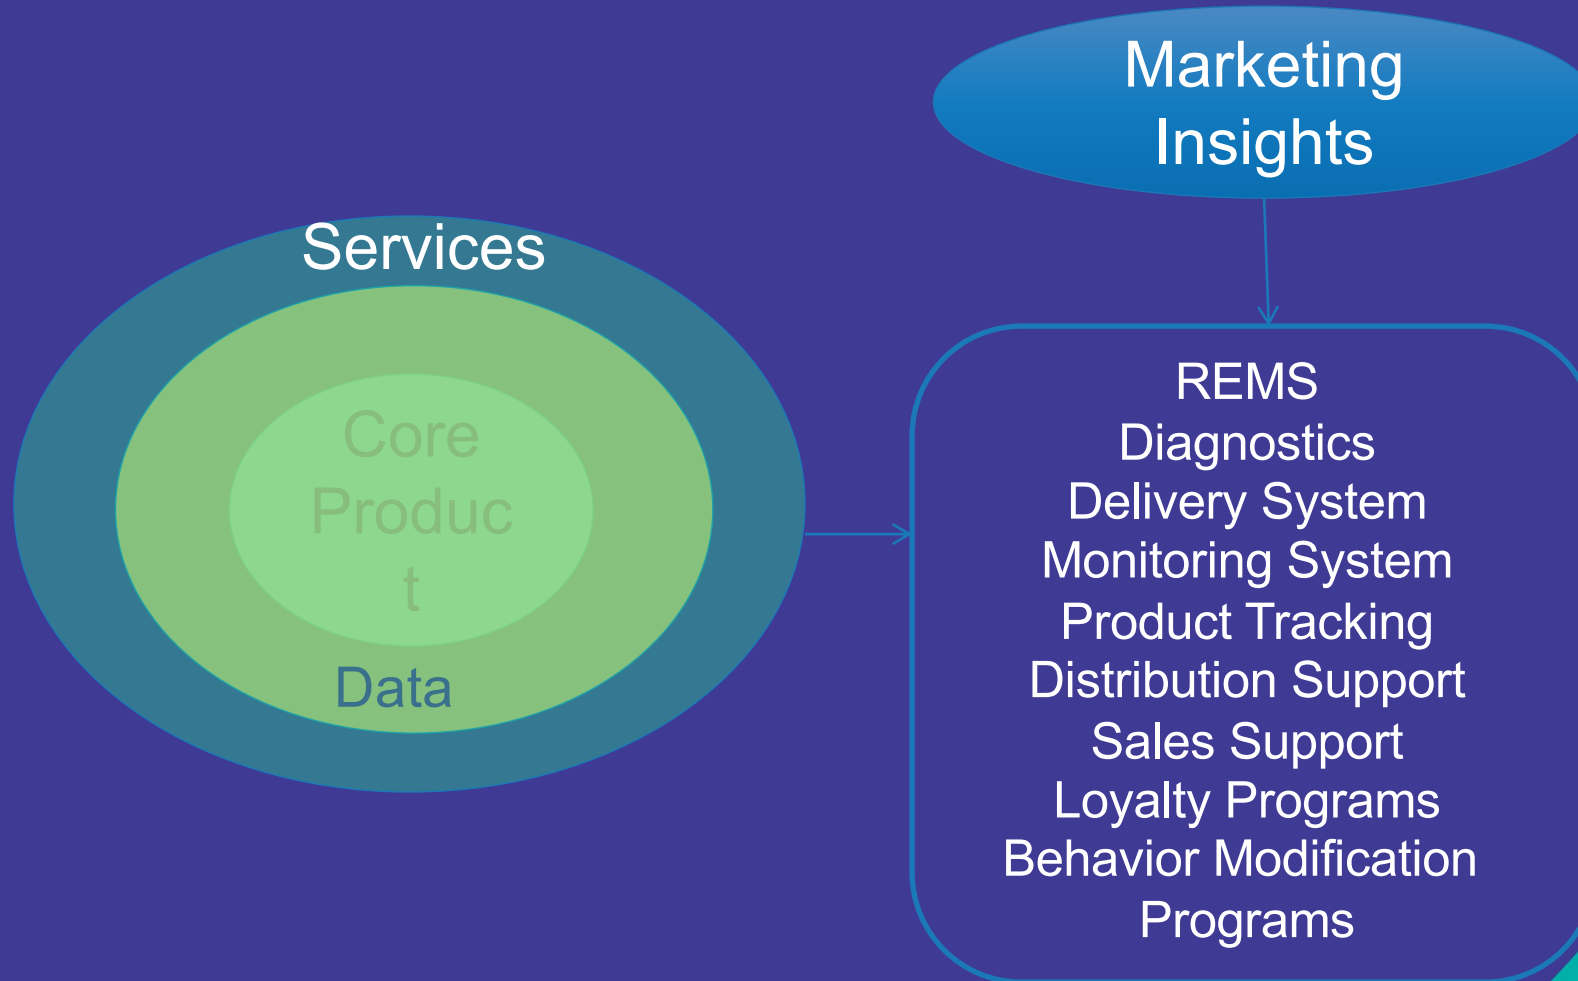 Marketing
Insights
Services
Core
Produc
t
Data
REMS
Diagnostics
Delivery System
Monitoring System
Product Tracking
Distribution Support
Sales Support
Loyalty Programs
Behavior Modification
Programs